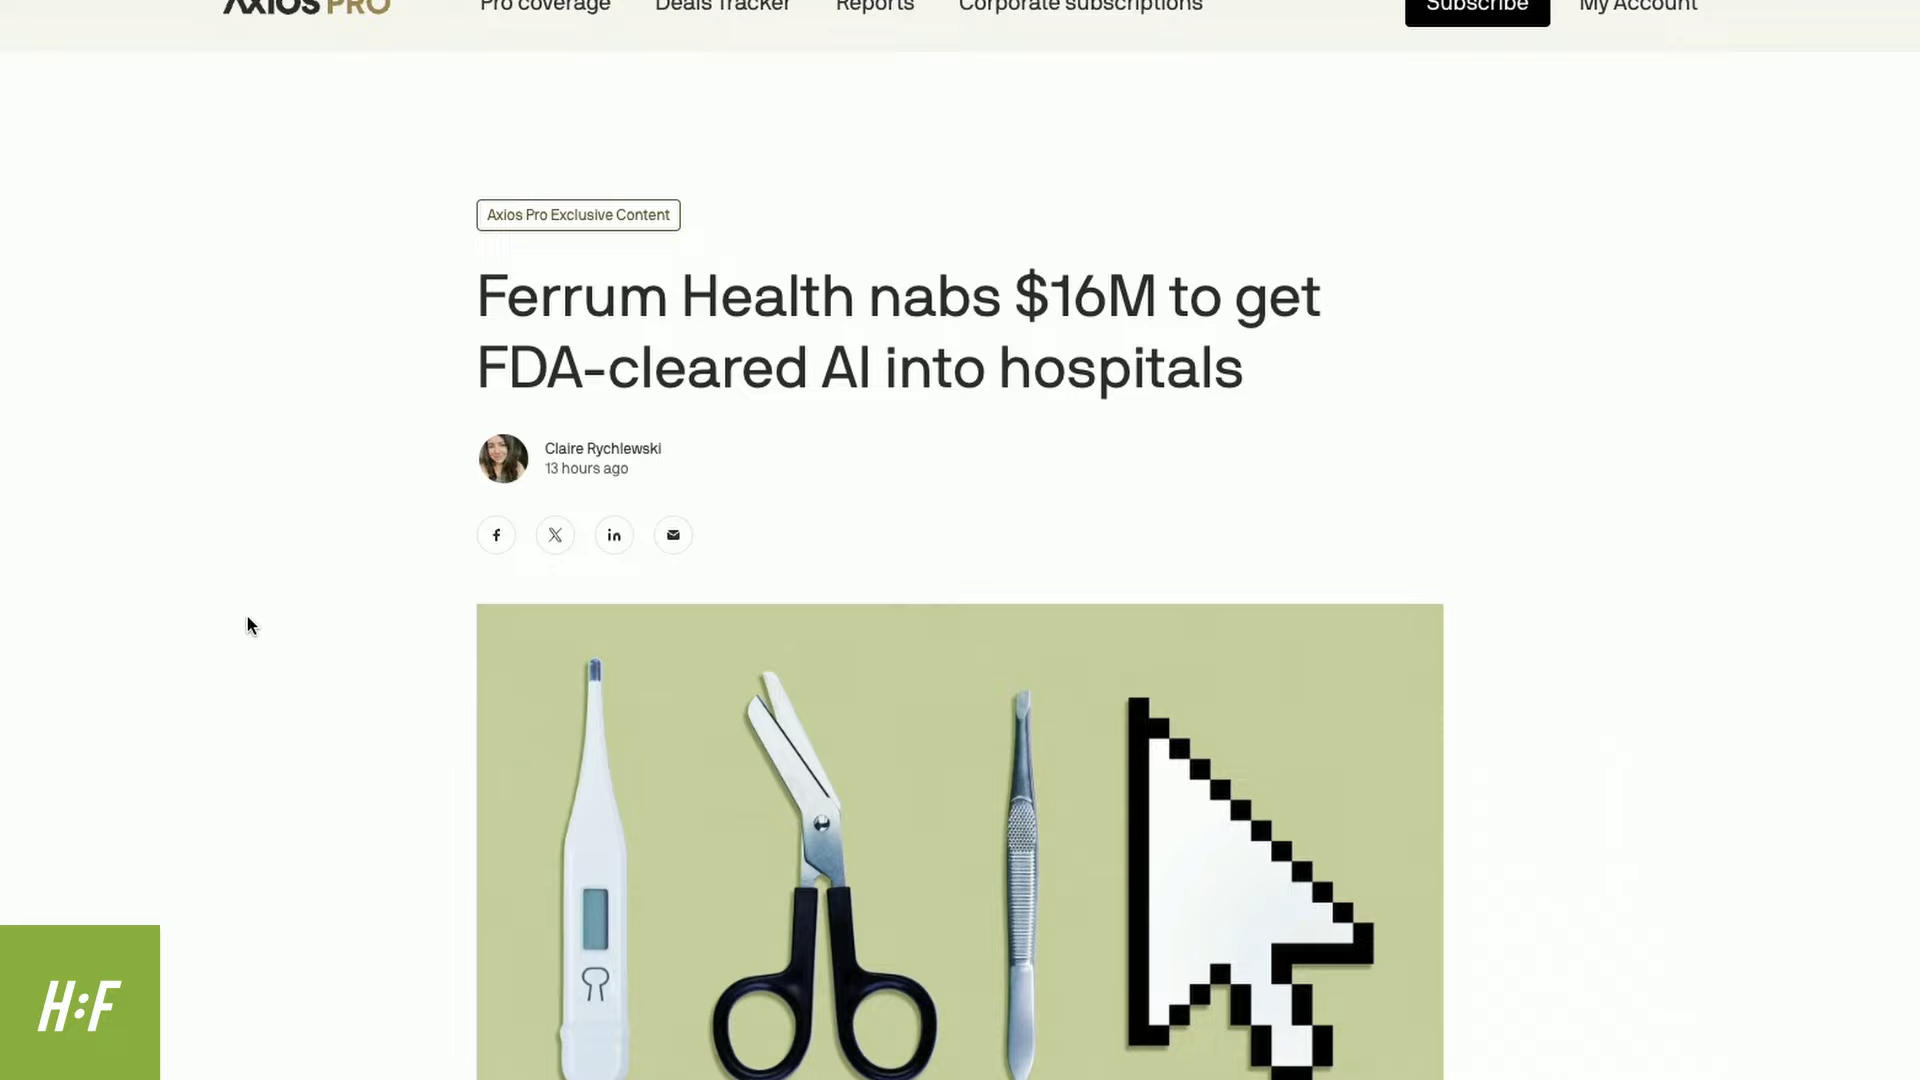 AXIOS PRO
Pro coverage
Deals Tracker
Reports
Corporate subscriptions
Subscribe
My Account
Axios Pro Exclusive Content
Ferrum Health nabs $16M to get
FDA-cleared AI into hospitals
Claire Rychlewski
13 hours ago
H:F